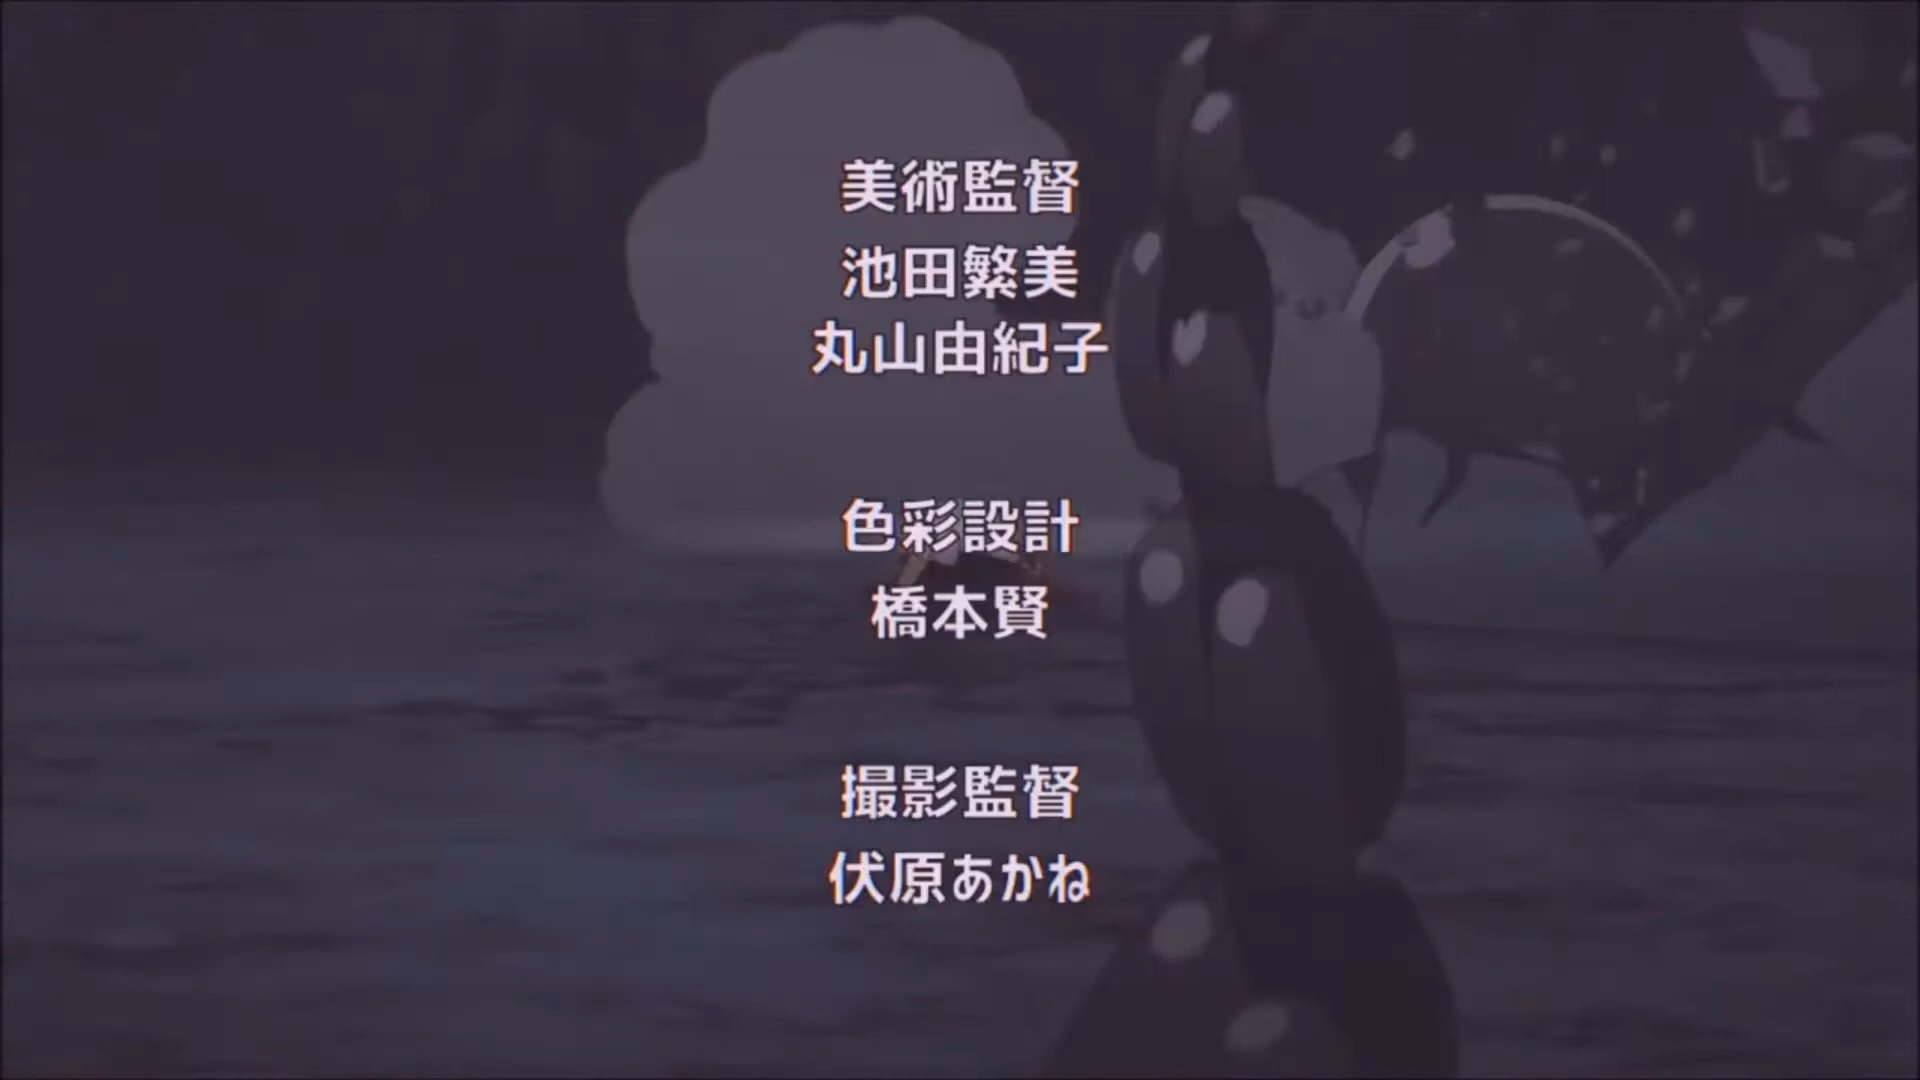 美術監督
池田繁美
丸山由紀子
色彩設計
橋本賢
撮影監督
伏原あかね